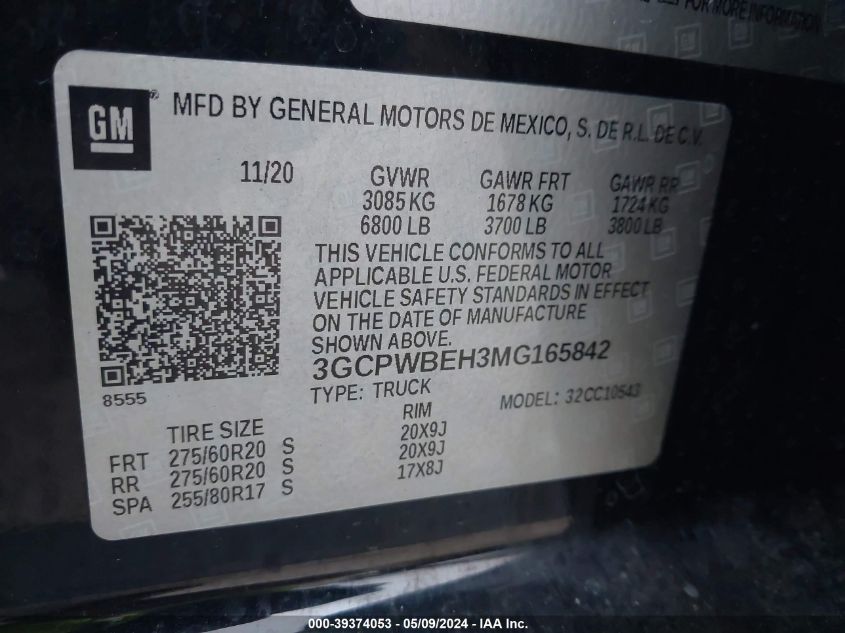 FOR MORE INFORMATION
GM
MFD BY GENERAL MOTORS DE MEXICO, S. DE R.L. DE C.V.
11/20 GVWR GAWR FRT GAWR RR
3085 KG 1678 KG 1724 KG
6800 LB 3700 LB 3800 LB
THIS VEHICLE CONFORMS TO ALL
APPLICABLE U.S. FEDERAL MOTOR
VEHICLE SAFETY STANDARDS IN EFFECT
ON THE DATE OF MANUFACTURE
SHOWN ABOVE.
3GCPWBEH3MG165842
8555
TYPE: TRUCK MODEL: 32CC10543
TIRE SIZE RIM
FRT 275/60R20 S 20X9J
RR 275/60R20 S 20X9J
SPA 255/80R17 S 17X8J
000-39374053 - 05/09/2024 - IAA Inc.